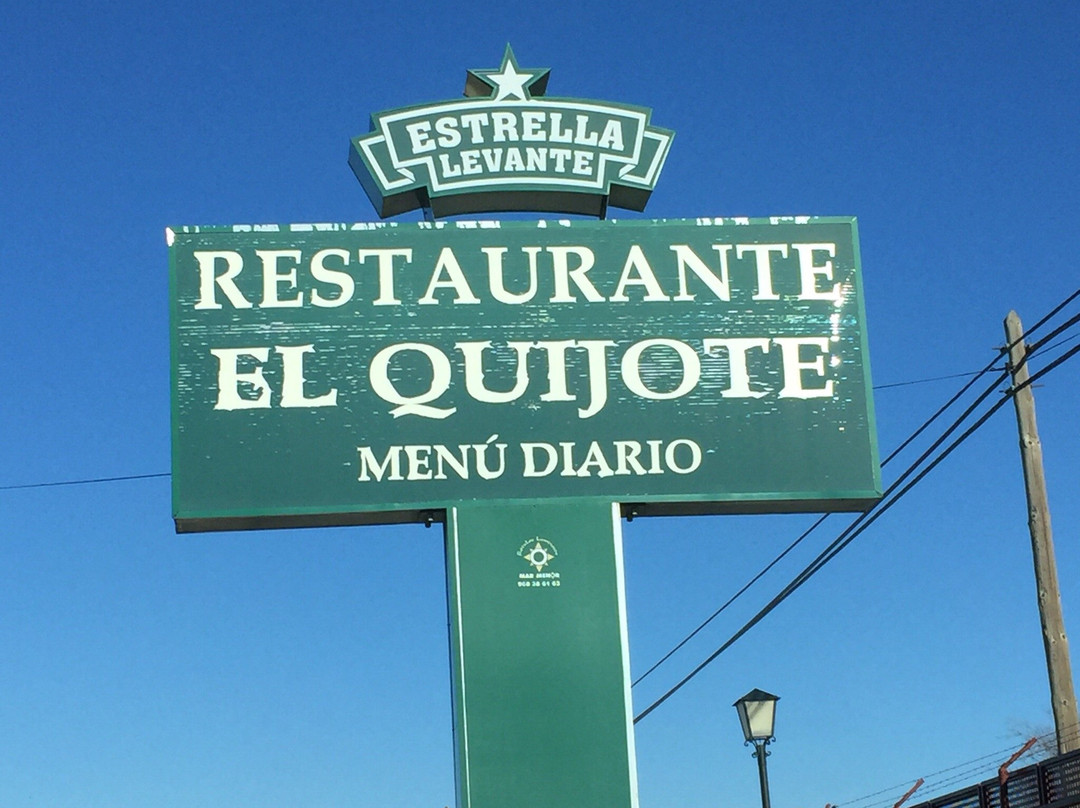 ESTRELLA
LEVANTE
RESTAURANTE
EL QUIJOTE
MENÚ DIARIO
MAR MENOR